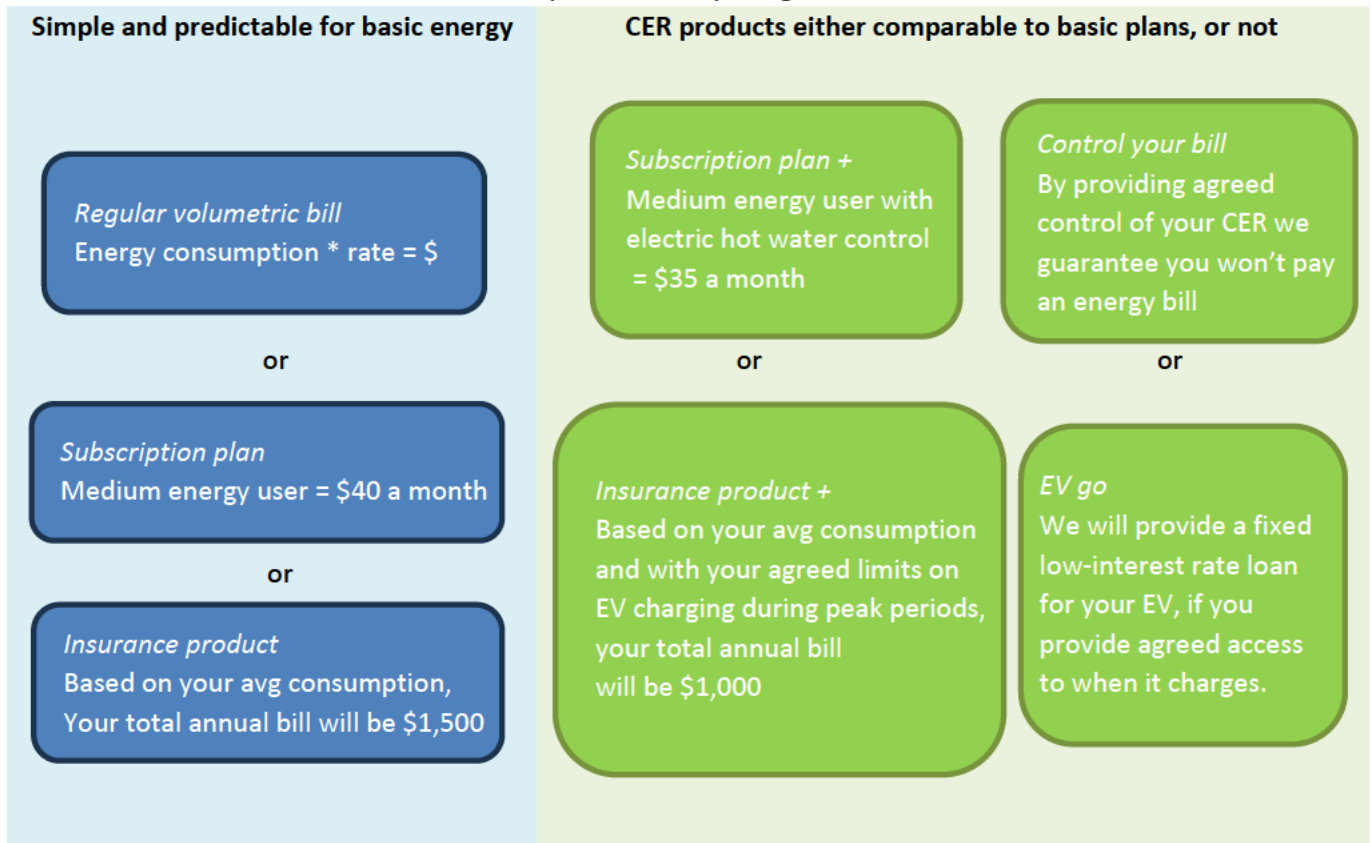 Simple and predictable for basic energy
Regular volumetric bill
Energy consumption * rate = $
or
Subscription plan
Medium energy user = $40 a month
or
Insurance product
Based on your avg consumption,
Your total annual bill will be $1,500
CER products either comparable to basic plans, or not
Subscription plan +
Medium energy user with
electric hot water control
= $35 a month
or
Insurance product +
Based on your avg consumption
and with your agreed limits on
EV charging during peak periods,
your total annual bill
will be $1,000
Control your bill
By providing agreed
control of your CER we
guarantee you won’t pay
an energy bill
or
EV go
We will provide a fixed
low-interest rate loan
for your EV, if you
provide agreed access
to when it charges.